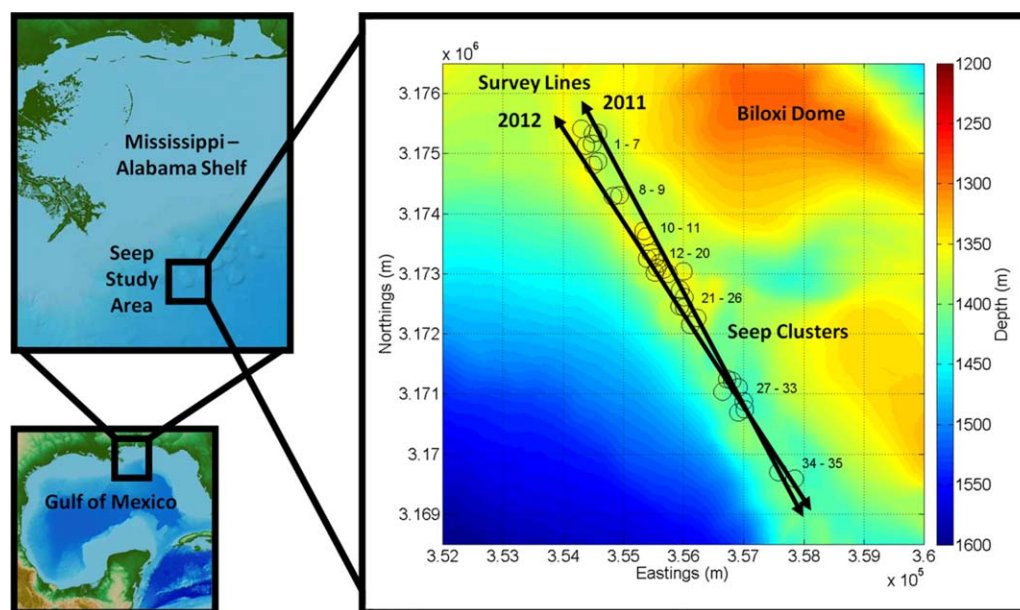 Mississippi –
Alabama Shelf
Seep
Study
Area
Gulf of Mexico
x 10⁶
Survey Lines
2011
2012
Biloxi Dome
1 - 7
8 - 9
10 - 11
12 - 20
21 - 26
Seep Clusters
27 - 33
34 - 35
3.176
3.175
3.174
3.173
3.172
3.171
3.17
3.169
Northings (m)
3.52
3.53
3.54
3.55
3.56
3.57
3.58
3.59
3.6
Eastings (m)
x 10⁵
1200
1250
1300
1350
1400
1450
1500
1550
1600
Depth (m)